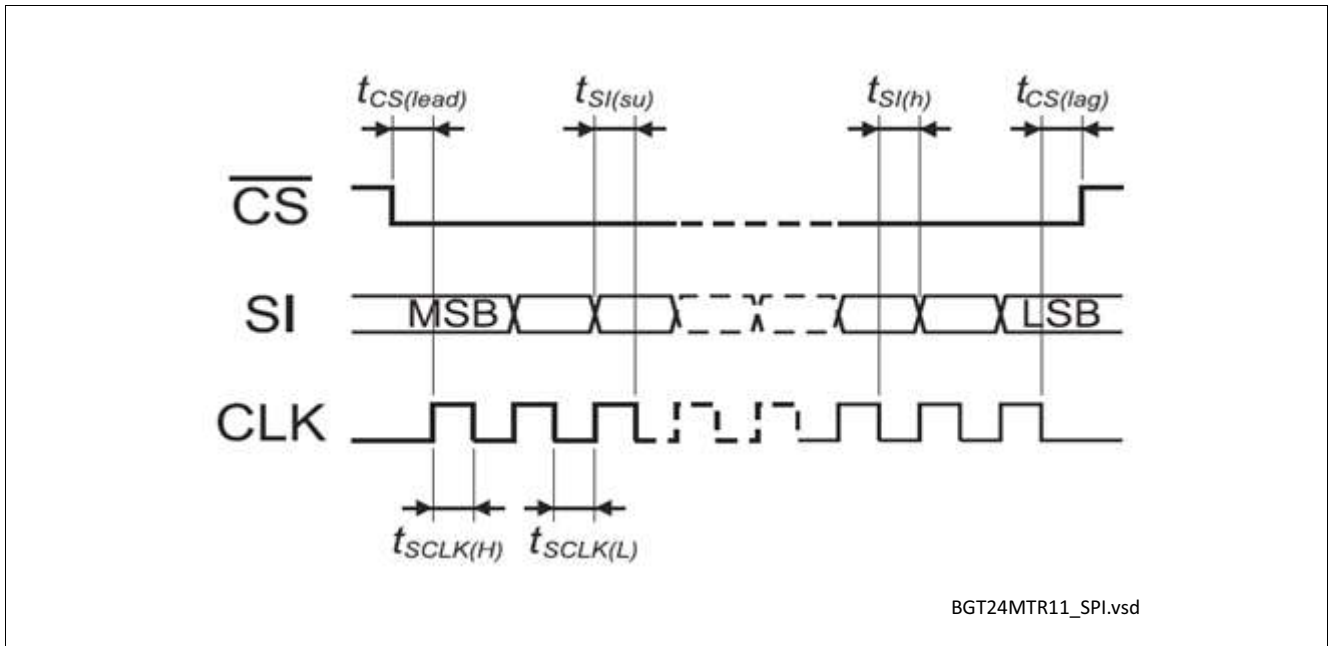 tCS(lead) tSI(su) tSI(h) tCS(lag)
CS
SI MSB LSB
CLK
tSCLK(H) tSCLK(L)
BGT24MTR11_SPI.vsd